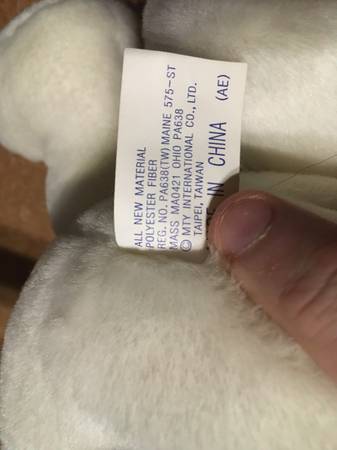 ALL NEW MATERIAL
POLYESTER FIBER
REG. NO. PA638(TW) MAINE 575-ST
MASS MA0421 OHIO PA638
© MTY INTERNATIONAL CO., LTD.
TAIPEI, TAIWAN
IN CHINA (AE)